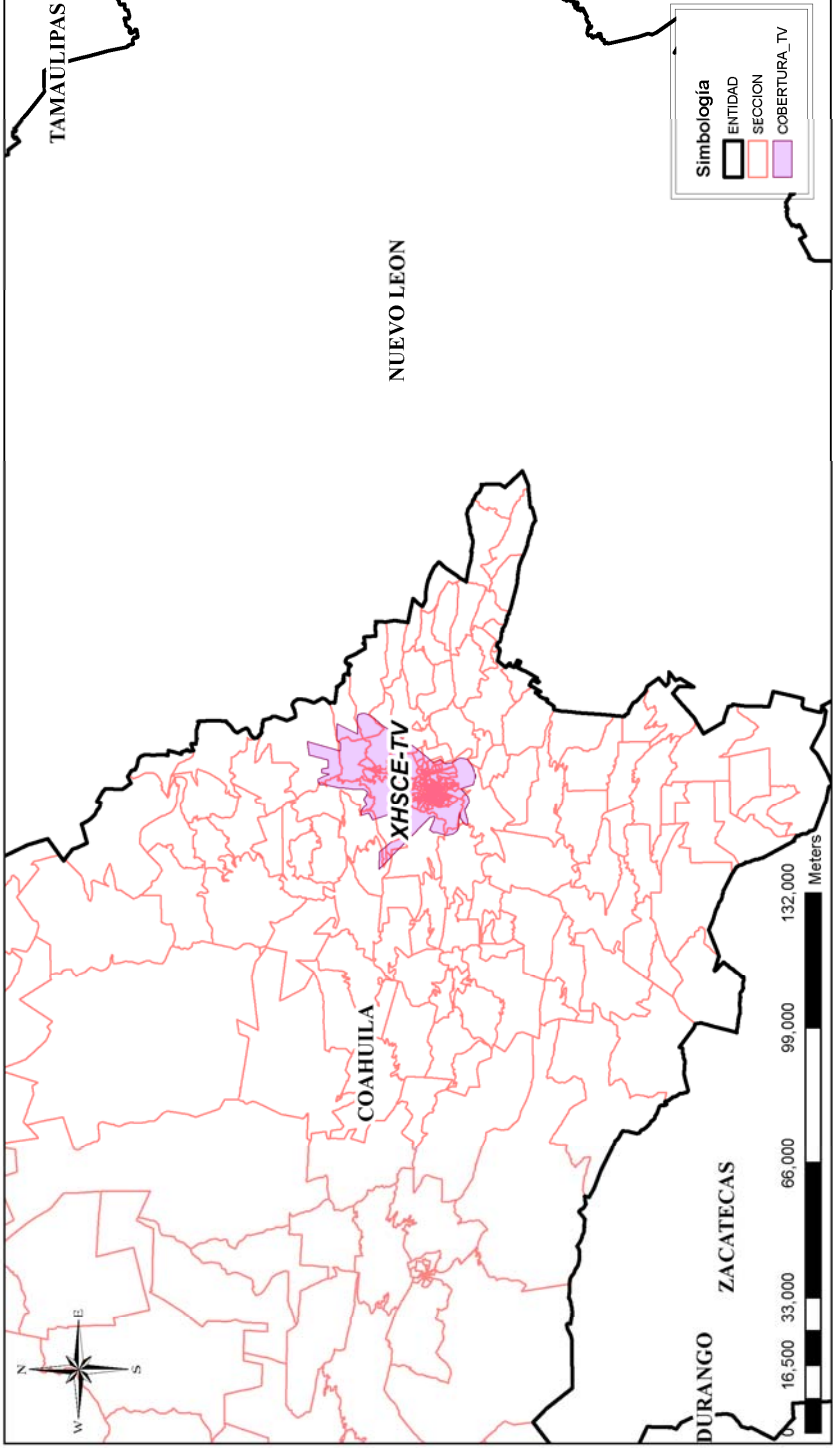 TAMAULIPAS
NUEVO LEON
XHSCE-TV
COAHUILA
ZACATECAS
DURANGO
N
W
E
S
Simbología
ENTIDAD
SECCION
COBERTURA_TV
0 16,500 33,000 66,000 99,000 132,000
Meters